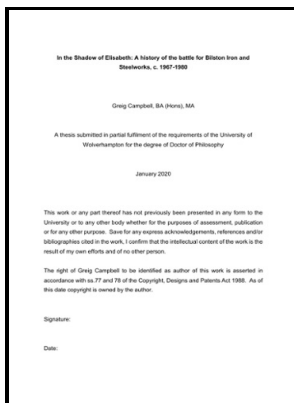 In the Shadow of Elisabeth: A history of the battle for Bilston Iron and
Steelworks, c. 1967-1980
Greig Campbell, BA (Hons), MA
A thesis submitted in partial fulfilment of the requirements of the University of
Wolverhampton for the degree of Doctor of Philosophy
January 2020
This work or any part thereof has not previously been presented in any form to the
University or to any other body whether for the purposes of assessment, publication
or for any other purpose. Save for any express acknowledgements, references and/or
bibliographies cited in the work, I confirm that the intellectual content of the work is the
result of my own efforts and of no other person.
The right of Greig Campbell to be identified as author of this work is asserted in
accordance with ss.77 and 78 of the Copyright, Designs and Patents Act 1988. As of
this date copyright is owned by the author.
Signature:
Date: